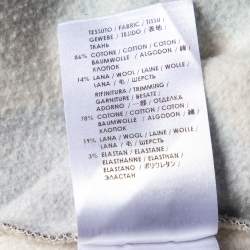 TESSUTO / FABRIC / TISSU /
GEWEBE / TEJIDO / 表地 /
ТКАНЬ
86% COTONE / COTTON / COTON /
BAUMWOLLE / ALGODON / 綿 /
ХЛОПОК
14% LANA / WOOL / LAINE / WOLLE /
LANA / 毛 / ШЕРСТЬ
RIFINITURA / TRIMMING /
GARNITURE / BESATZ /
ADORNO / 一部 / ОТДЕЛКА
78% COTONE / COTTON / COTON /
BAUMWOLLE / ALGODON / 綿 /
ХЛОПОК
19% LANA / WOOL / LAINE / WOLLE /
LANA / 毛 / ШЕРСТЬ
3% ELASTAN / ELASTANE /
ELASTHANNE / ELASTHAN /
ELASTANO / ポリウレタン /
ЭЛАСТАН